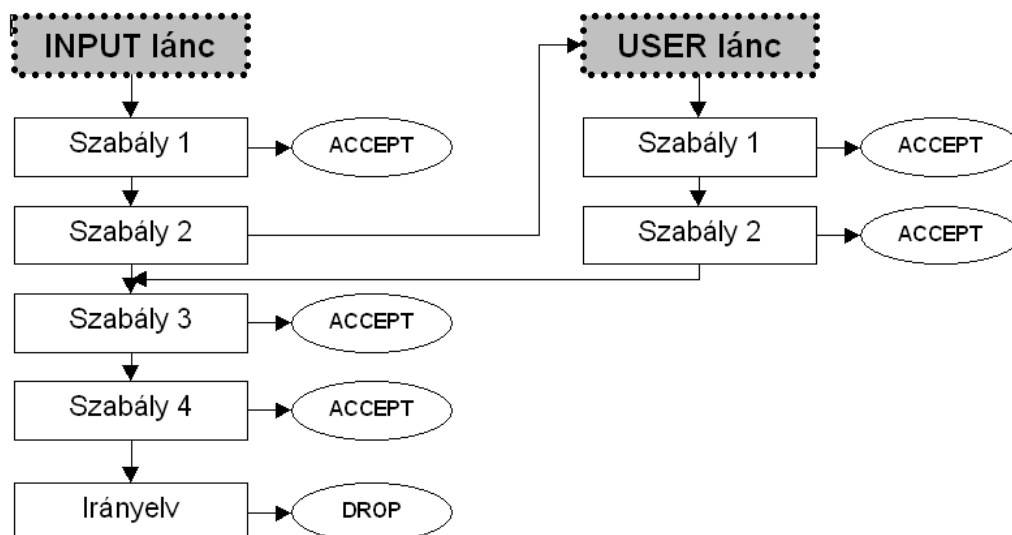 INPUT lánc
USER lánc
Szabály 1
ACCEPT
Szabály 1
ACCEPT
Szabály 2
Szabály 2
ACCEPT
Szabály 3
ACCEPT
Szabály 4
ACCEPT
Irányelv
DROP